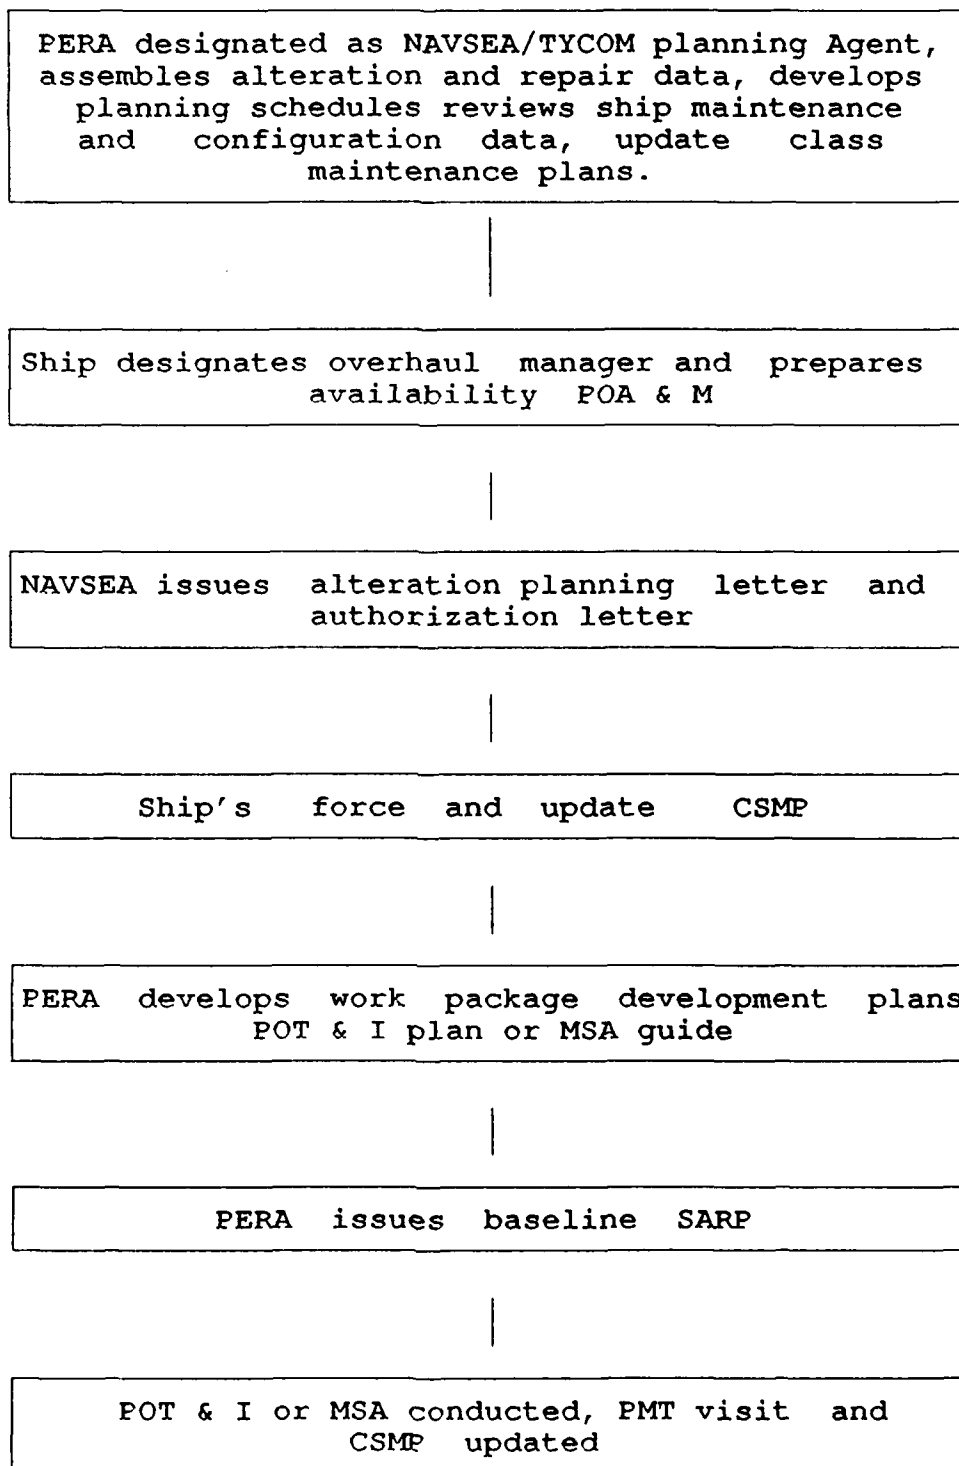 PERA designated as NAVSEA/TYCOM planning Agent,
assembles alteration and repair data, develops
planning schedules reviews ship maintenance
and configuration data, update class
maintenance plans.
Ship designates overhaul manager and prepares
availability POA & M
NAVSEA issues alteration planning letter and
authorization letter
Ship's force and update CSMP
PERA develops work package development plans
POT & I plan or MSA guide
PERA issues baseline SARP
POT & I or MSA conducted, PMT visit and
CSMP updated